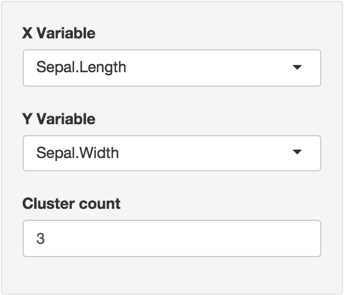 X Variable
Sepal.Length
Y Variable
Sepal.Width
Cluster count
3